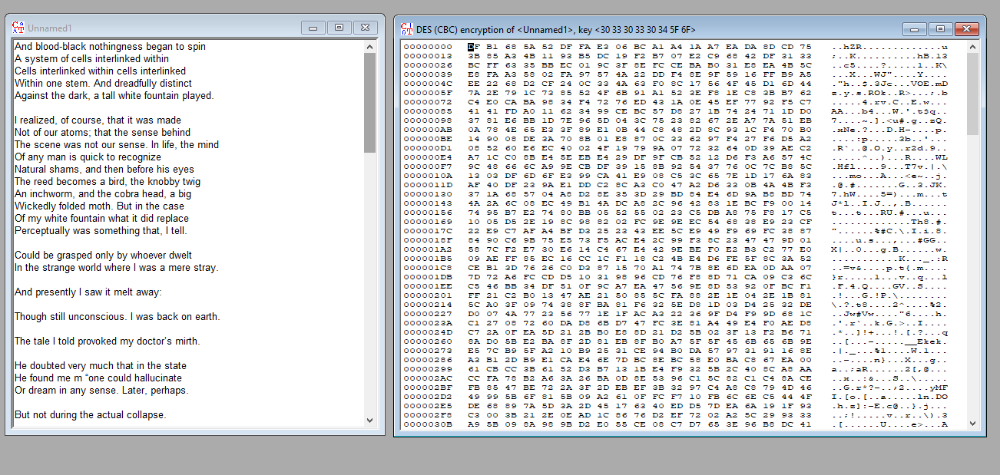 Unnamed1
And blood-black nothingness began to spin
A system of cells interlinked within
Cells interlinked within cells interlinked
Within one stem. And dreadfully distinct
Against the dark, a tall white fountain played.
I realized, of course, that it was made
Not of our atoms; that the sense behind
The scene was not our sense. In life, the mind
Of any man is quick to recognize
Natural shams, and then before his eyes
The reed becomes a bird, the knobby twig
An inchworm, and the cobra head, a big
Wickedly folded moth. But in the case
Of my white fountain what it did replace
Perceptually was something that, I tell.
Could be grasped only by whoever dwelt
In the strange world where I was a mere stray.
And presently I saw it melt away:
Though still unconscious. I was back on earth.
The tale I told provoked my doctor's mirth.
He doubted very much that in the state
He found me m “one could hallucinate
Or dream in any sense. Later, perhaps.
But not during the actual collapse.
DES (CBC) encryption of <Unnamed1>, key <30 33 30 33 30 34 5F 6F>
00000000 DF B1 68 5A 52 DF FA E3 06 BC A1 A4 1A A7 EA DA 8D CD 75 ..hZR.............u
00000013 3B 85 A3 4B 11 93 B5 DC 19 F2 B7 07 E2 C9 68 42 DF 31 33 ;..K..........hB.13
00000026 BC FF 63 35 BB EC 01 9C 3F 8E FC CE BA B0 31 E8 EA 4B 5C ..c5....?.....1..K\
00000039 E8 FA A3 58 02 FA 97 57 4A 22 DD F4 8E 9F 59 16 FF B9 A5 ...X...WJ"....Y....
0000004C EE 22 68 D2 CF 24 0C 33 4A 63 F0 8C 17 56 4F 45 D1 6D 44 ."h..$.3Jc...VOE.mD
0000005F 7A 2E 79 1C 73 85 52 4F 6B 91 A1 52 3E F8 1E C8 3B B7 62 z.y.s.ROk..R>...;.b
00000072 C4 E0 CA BA 98 34 F4 72 76 ED 43 1A 0E 45 EF 77 92 F5 C7 .....4.rv.C..E.w...
00000085 41 41 FD A0 11 62 34 99 CE BC 57 D8 27 1B 74 24 71 1D D0 AA...b4...W.'.t$q..
00000098 37 81 E6 BB 1D 7E 96 5D 04 3C 75 23 82 67 2E A7 7A 51 EB 7....~.].<u#.g..zQ.
000000AB 0A 78 4E 65 E3 3F 89 E1 0B 44 C8 48 2D 8C 93 1C F4 70 B0 .xNe.?...D.H-....p.
000000BE 14 90 08 DE 3A 70 8B 01 E8 87 0C 33 62 97 F4 27 F6 D5 A2 ....:p.....3b..'...
000000D1 08 52 60 E6 EC 40 02 4F 19 79 9A 07 72 32 64 0D 39 AE C2 .R`..@.O.y..r2d.9..
000000E4 A7 1C C0 8B E4 5E EB E4 29 DF 9F CB 52 12 D6 F3 A6 57 4C .....^..)...R....WL
000000F7 9C 48 66 6C A9 9E CB DF 39 15 8B 92 54 37 76 0C 7C B8 5C .Hfl....9...T7v.|.\
0000010A 13 03 DF 6D 6F E3 99 CA 41 E9 08 C5 3C 65 7E 1D 17 6A 83 ...mo...A...<e~..j.
0000011D AF 40 DF 23 9A E1 DD C2 8C A3 C0 47 A2 D6 33 0B 4A 4B F3 .@.#.......G..3.JK.
00000130 37 1A 68 57 04 A8 D2 8E 35 3D 29 BD 84 E4 6D 9A B8 BD 74 7.hW....5=)...m...t
00000143 4A 2A 6C 08 EC 49 B1 4A DC A8 2C 96 42 83 1E BC F9 00 14 J*l..I.J..,.B......
00000156 74 95 B7 E2 74 80 BB 05 52 55 02 23 C5 DB A8 75 F8 17 C5 t...t...RU.#...u...
00000169 10 05 D5 2E 19 8C 98 82 02 FC 9E 9E EC 54 68 38 E9 23 CF .............Th8.#.
0000017C 22 E9 C7 AF A4 BF D3 25 23 43 EE 5C E9 49 F9 69 FC 38 87 "......%#C.\.I.i.8.
0000018F 84 90 C6 9B 75 E5 73 F5 AC E4 2C 99 F3 8C 23 47 47 9D 01 ....u.s...,...#GG..
000001A2 58 7C F2 E7 30 E6 14 C4 67 E4 42 9E BE F0 E2 B3 C2 77 E0 X|..0...g.B......w.
000001B5 09 AE FF 85 EC 16 CC 1C F1 18 C2 4B E4 D6 FE 5F 8C 3A 52 ...........K..._.:R
000001C8 CE B1 3D 76 26 C0 D3 87 15 70 A1 74 7B 8E 6D EA 0D AA 07 ..=v&....p.t{.m....
000001DB 7D 72 A6 FC CD D5 10 31 98 96 CD 76 F8 8D 71 CA 09 C3 6C }r.....1...v..q...l
000001EE C5 46 BB 34 DF 51 0F 9C A7 EA 47 56 9E 8D 53 92 0F BC F1 .F.4.Q....GV..S....
00000201 FF 21 C2 B0 13 47 AE 21 50 85 5C FA 88 2E 1E 04 2E 1B 81 .!...G.!P.\........
00000214 5C A0 3F 09 74 38 8F BA 81 F6 32 5E D8 1D 03 D4 25 32 DE \.?.t8....2^....%2.
00000227 D0 07 4A 77 23 56 77 1E 1F AC A3 22 36 9F D4 F9 9D 68 1C ..Jw#Vw...."6....h.
0000023A C1 27 08 72 60 DA D8 6B D7 47 FC 3E 81 A4 49 E4 F0 AE D8 .'.r`..k.G.>..I....
0000024D C7 2A 0F EA 5D 21 2B B0 E8 8D 21 D2 5B 02 3F 13 F2 B6 71 .*..]!+...!.[.?...q
00000260 8A D0 5B E2 BA 8F 2D 81 EB 8F B0 A7 5F 5F 45 6B 65 6B 9E ..[...-.....__Ekek.
00000273 E5 7C B9 5F A2 10 B9 25 31 CE 94 B0 DA 57 97 31 91 16 8E .|._...%1....W.1...
00000286 A3 B1 2D B9 E1 CA E4 6E 7D BC 8E BC 58 E0 BA C8 67 EA 00 ..-....n}...X...g..
00000299 61 CB CC 3B 61 52 D3 B7 13 1B E4 F9 32 5B 2C 40 8C A8 AA a..;aR......2[,@...
000002AC CC FA 78 B2 A6 3A 26 BA 0D 8E 53 96 C1 5C 82 C1 C4 8A CE ..x..:&...S..\.....
000002BF FB 85 47 BE 72 2A 3F 2D EB EF 3B 32 97 C4 A8 C8 79 4D 46 ..G.r*?-..;2....yMF
000002D2 49 99 5B 6F 81 5B 09 A2 61 0F FC F7 10 FB 6C 6E C5 44 4F I.[o.[..a.....ln.DO
000002E5 DE 68 89 7A 5D 3A 2D 45 17 63 40 ED D5 7D EA 6A 19 1F 93 .h.z]:-E.c@..}.j...
000002F8 C3 00 3B 21 2E 0E AD 1C 86 76 D2 EF 72 02 A2 5C 29 93 33 ..;!.....v..r..\).3
0000030B A9 5B 09 8A 98 9B D2 E0 55 CE 08 C7 D7 65 3E 96 B8 DC 41 .[......U....e>...A